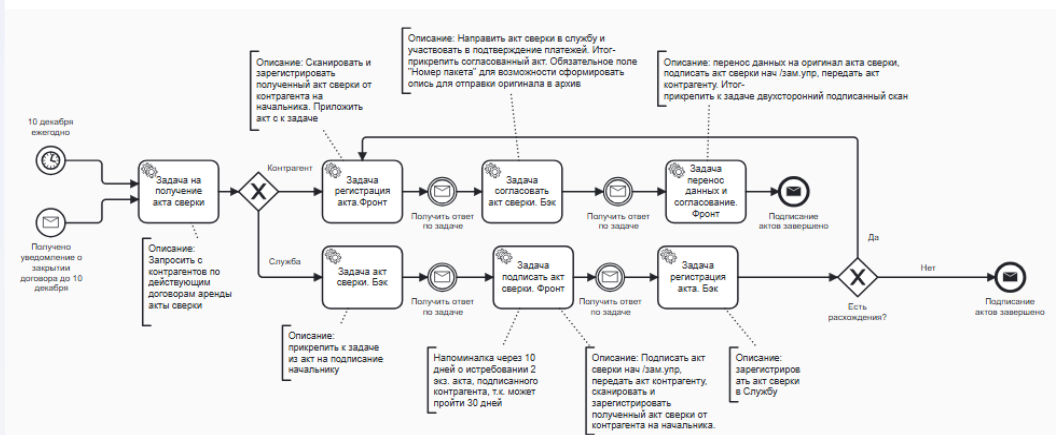 Описание: Направить акт сверки в службу и
участвовать в подтверждение платежей. Итог-
прикрепить согласованный акт. Обязательное поле
"Номер пакета" для возможности сформировать
опись для отправки оригинала в архив
Описание: Сканировать и
зарегистрировать
полученный акт сверки от
контрагента на
начальника. Приложить
акт с к задаче
Описание: перенос данных на оригинал акта сверки,
подписать акт сверки нач /зам.упр, передать акт
контрагенту. Итог-
прикрепить к задаче двухсторонний подписанный скан
10 декабря
ежегодно
Задача на
получение
акта сверки
Контрагент
Задача
регистрация
акта.Фронт
Получить ответ
по задаче
Задача
согласовать
акт сверки. Бэк
Получить ответ
по задаче
Задача
перенос
данных и
согласование.
Фронт
Подписание
актов завершено
Получено
уведомление о
закрытии
договора до 10
декабря
Описание:
Запросить с
контрагентов по
действующим
договорам аренды
акты сверки
Служба
Задача акт
сверки. Бэк
Получить ответ
по задаче
Задача
подписать акт
сверки. Фронт
Получить ответ
по задаче
Задача
регистрация
акта. Бэк
Да
Нет
Есть
расхождения?
Подписание
актов завершено
Описание:
прикрепить к задаче
из акт на подписание
начальнику
Напоминалка через 10
дней о истребовании 2
экз. акта, подписанного
контрагента, т.к. может
пройти 30 дней
Описание: Подписать акт
сверки нач /зам.упр,
передать акт контрагенту,
сканировать и
зарегистрировать
полученный акт сверки от
контрагента на начальника.
Описание:
зарегистриров
ать акт сверки
в Службу